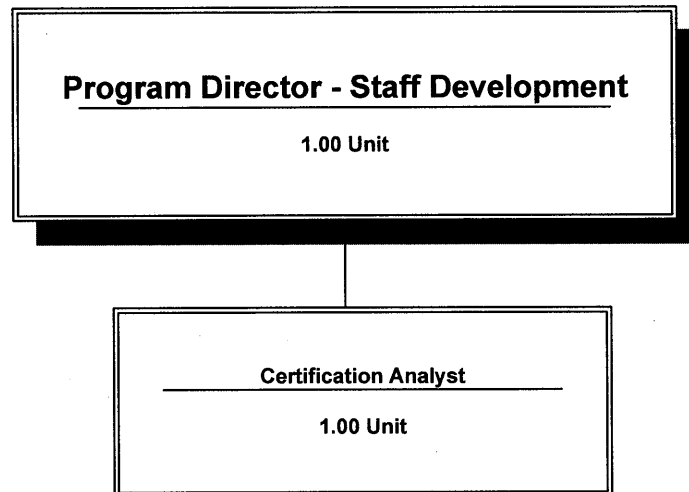 Program Director - Staff Development
1.00 Unit
Certification Analyst
1.00 Unit